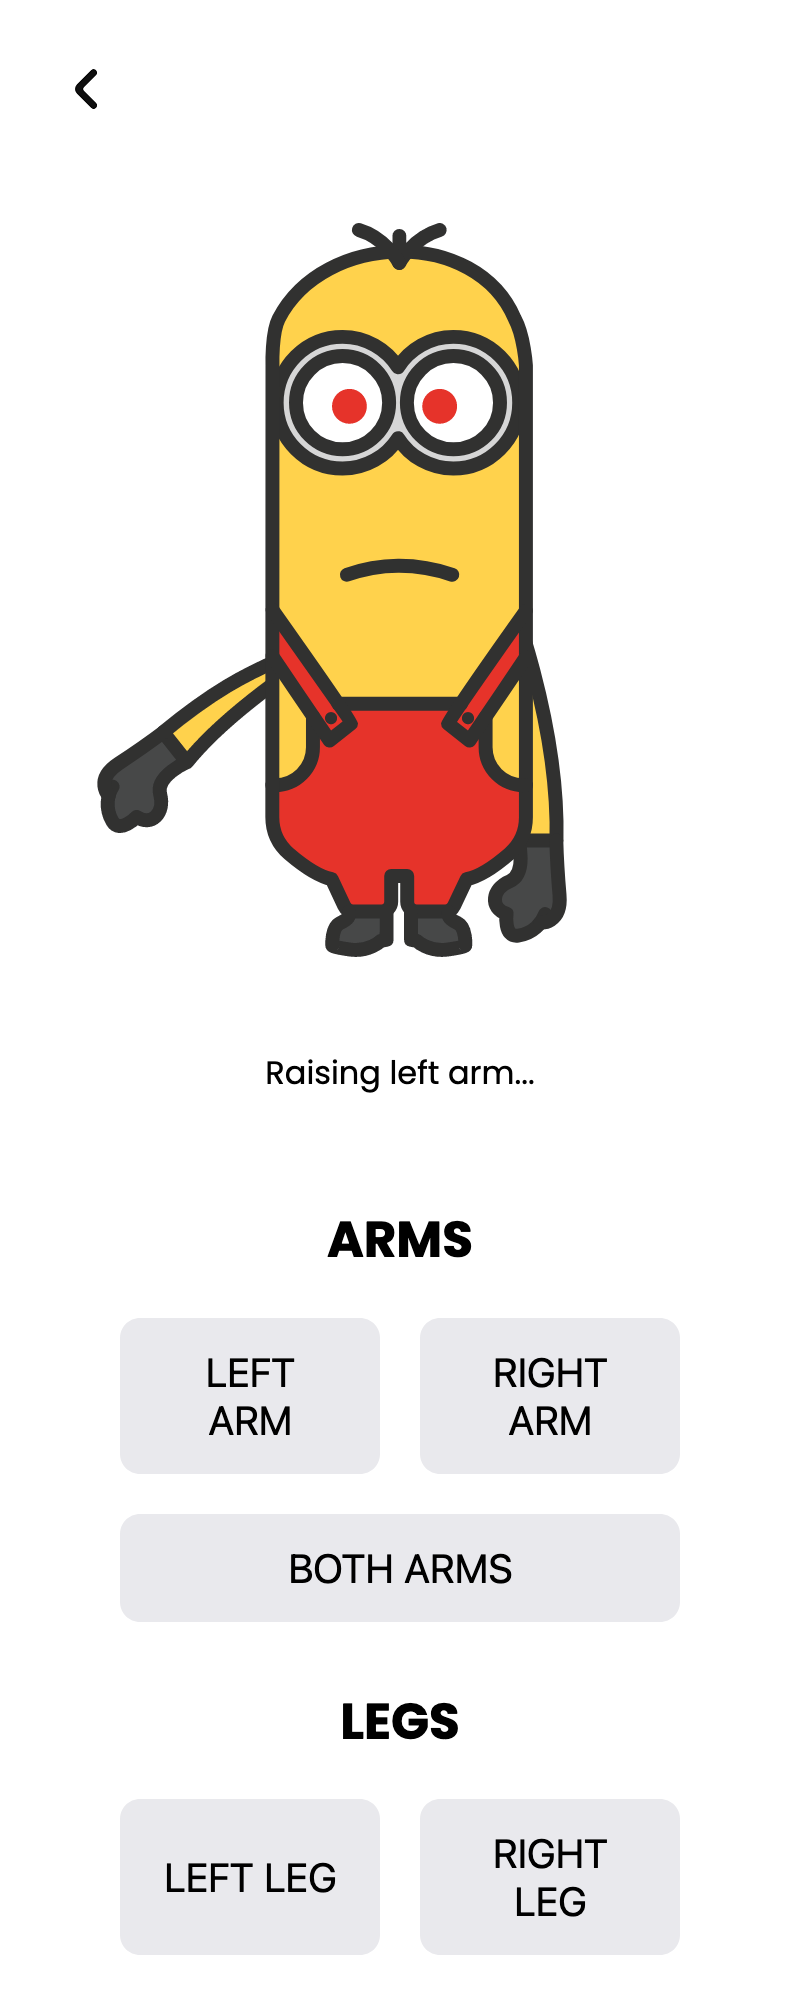 Raising left arm...
ARMS
LEFT
ARM
RIGHT
ARM
BOTH ARMS
LEGS
LEFT LEG
RIGHT
LEG